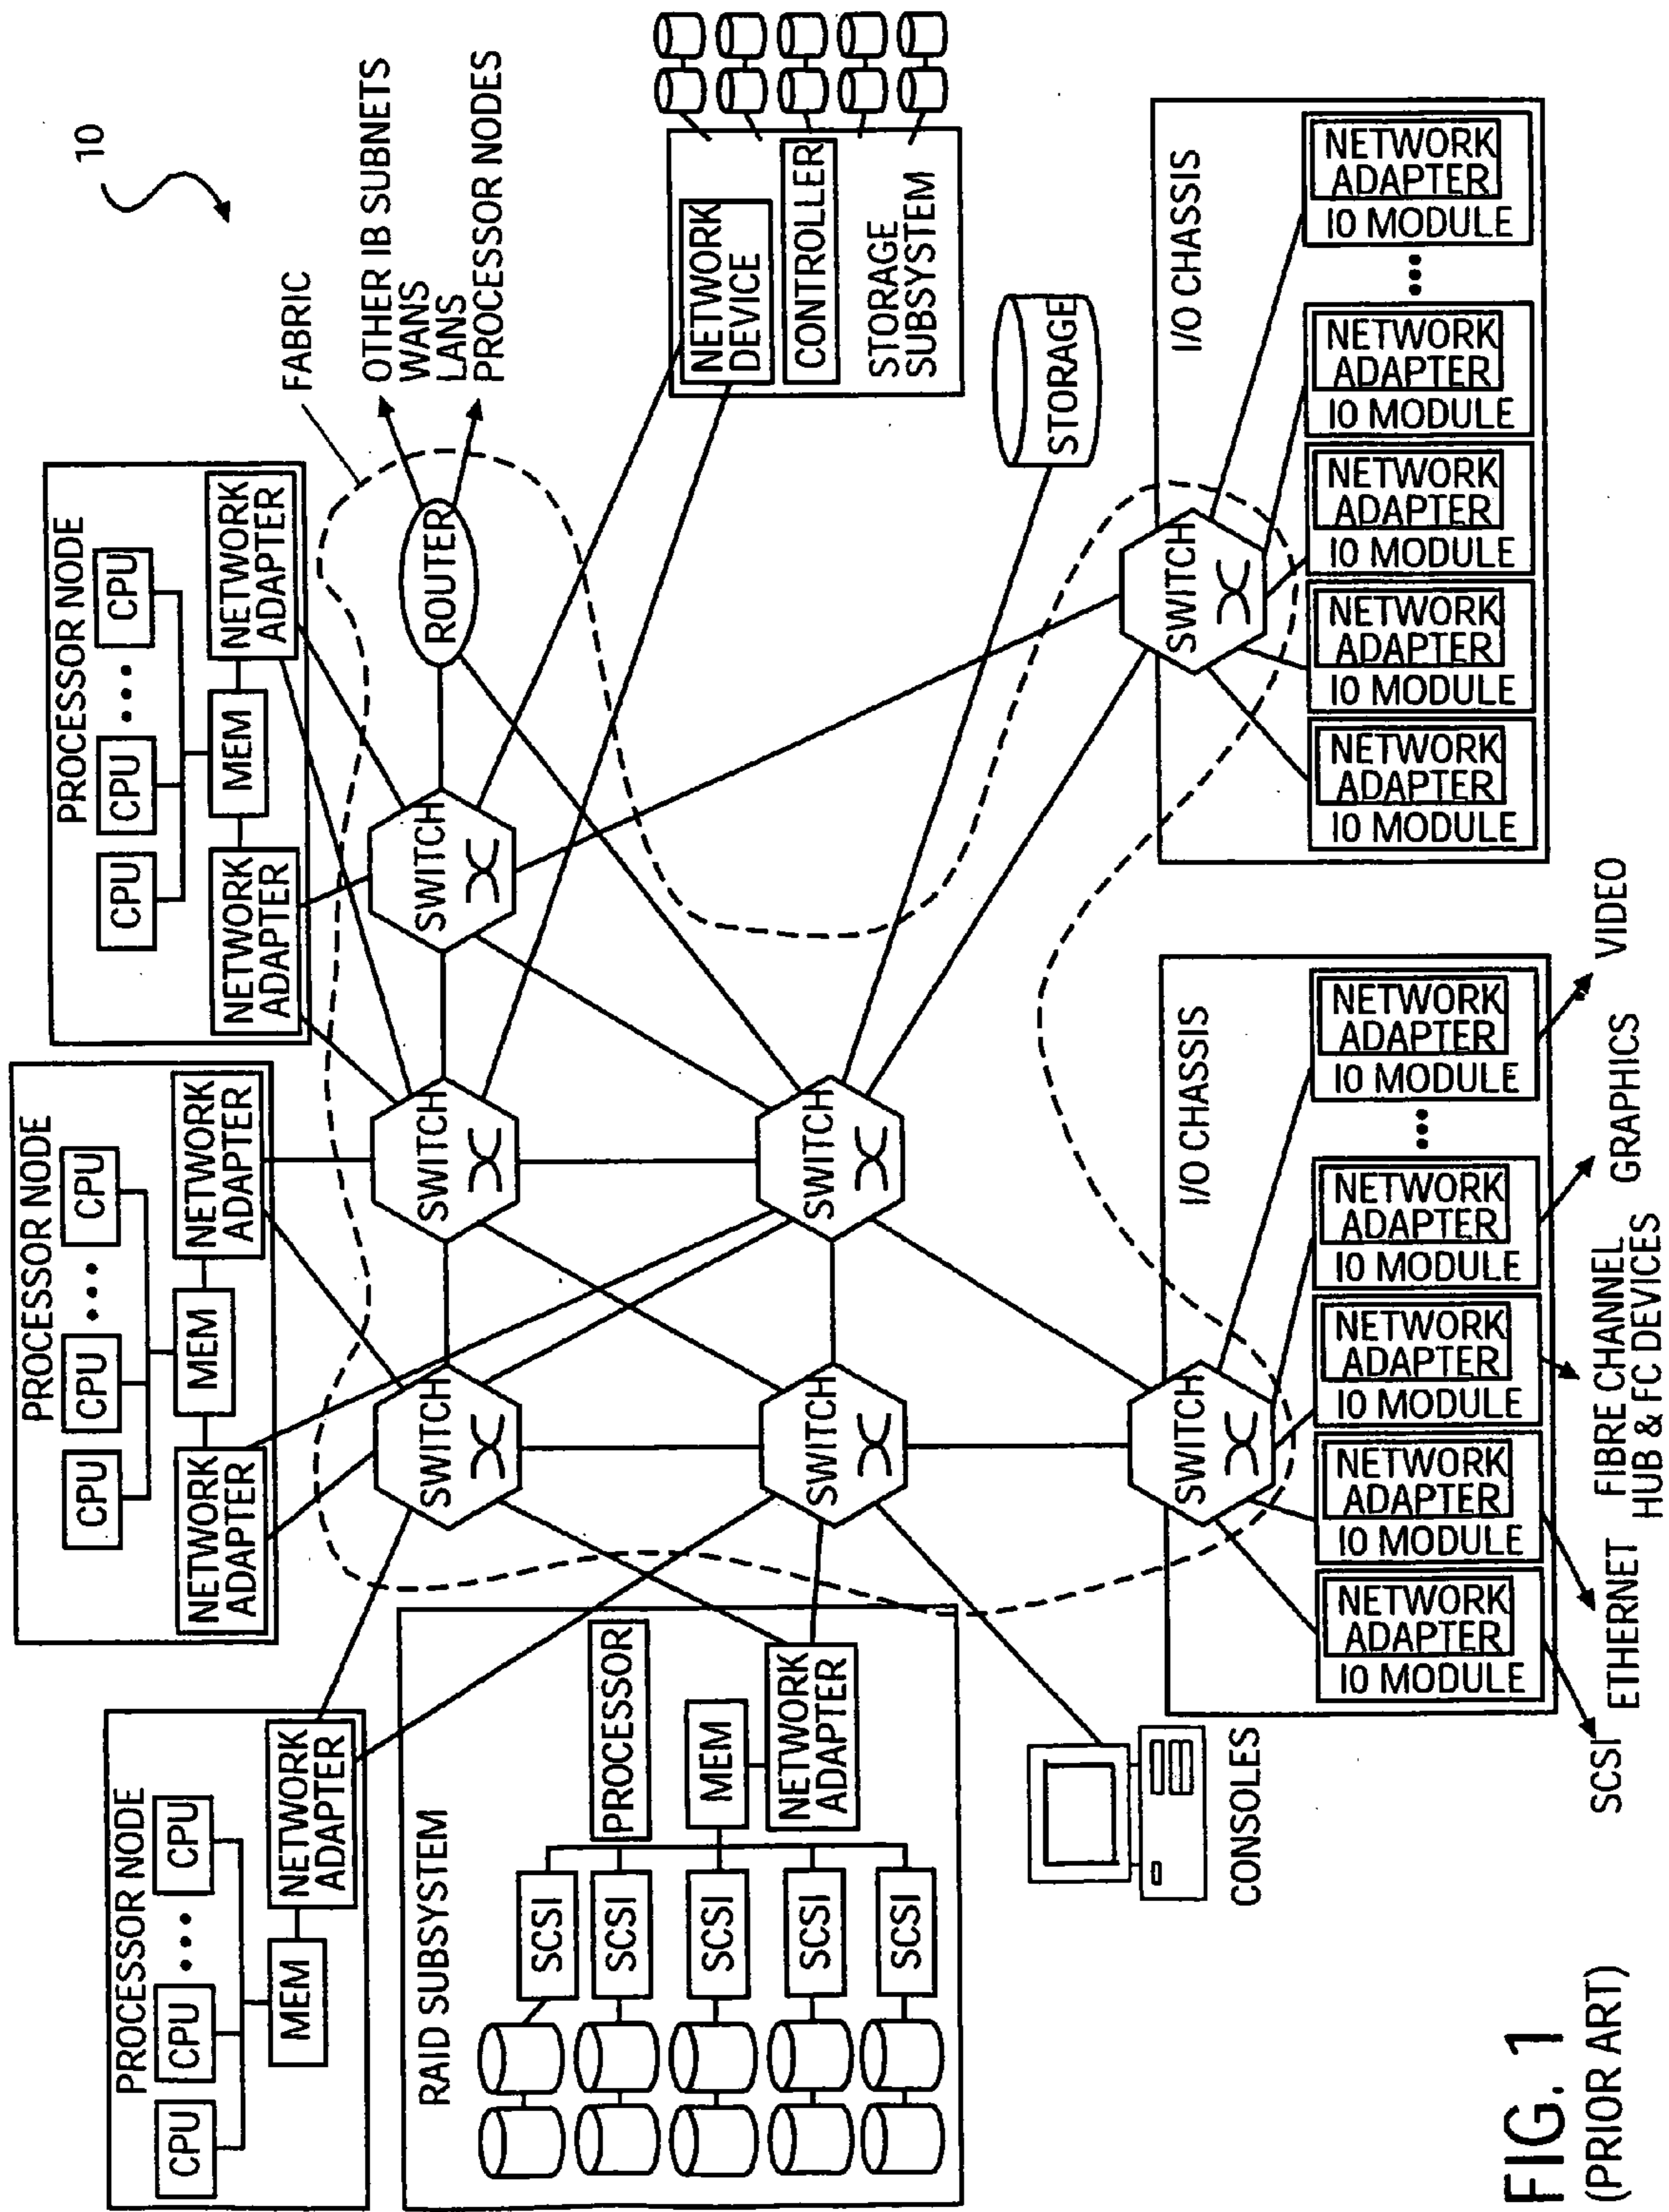 10
PROCESSOR NODE
CPU
CPU
CPU
MEM
NETWORK
ADAPTER
PROCESSOR NODE
CPU
CPU
CPU
NETWORK
ADAPTER
MEM
NETWORK
ADAPTER
PROCESSOR NODE
CPU
CPU
CPU
NETWORK
ADAPTER
MEM
NETWORK
ADAPTER
FABRIC
OTHER IB SUBNETS
WANS
LANS
PROCESSOR NODES
ROUTER
SWITCH
SWITCH
SWITCH
RAID SUBSYSTEM
PROCESSOR
SCSI
SCSI
SCSI
SCSI
SCSI
MEM
NETWORK
ADAPTER
NETWORK
DEVICE
CONTROLLER
STORAGE
SUBSYSTEM
SWITCH
SWITCH
STORAGE
CONSOLES
I/O CHASSIS
SWITCH
NETWORK
ADAPTER
IO MODULE
NETWORK
ADAPTER
IO MODULE
NETWORK
ADAPTER
IO MODULE
NETWORK
ADAPTER
IO MODULE
NETWORK
ADAPTER
IO MODULE
I/O CHASSIS
SWITCH
NETWORK
ADAPTER
IO MODULE
NETWORK
ADAPTER
IO MODULE
NETWORK
ADAPTER
IO MODULE
NETWORK
ADAPTER
IO MODULE
NETWORK
ADAPTER
IO MODULE
SCSI
ETHERNET
FIBRE CHANNEL
HUB & FC DEVICES
GRAPHICS
VIDEO
FIG. 1
(PRIOR ART)